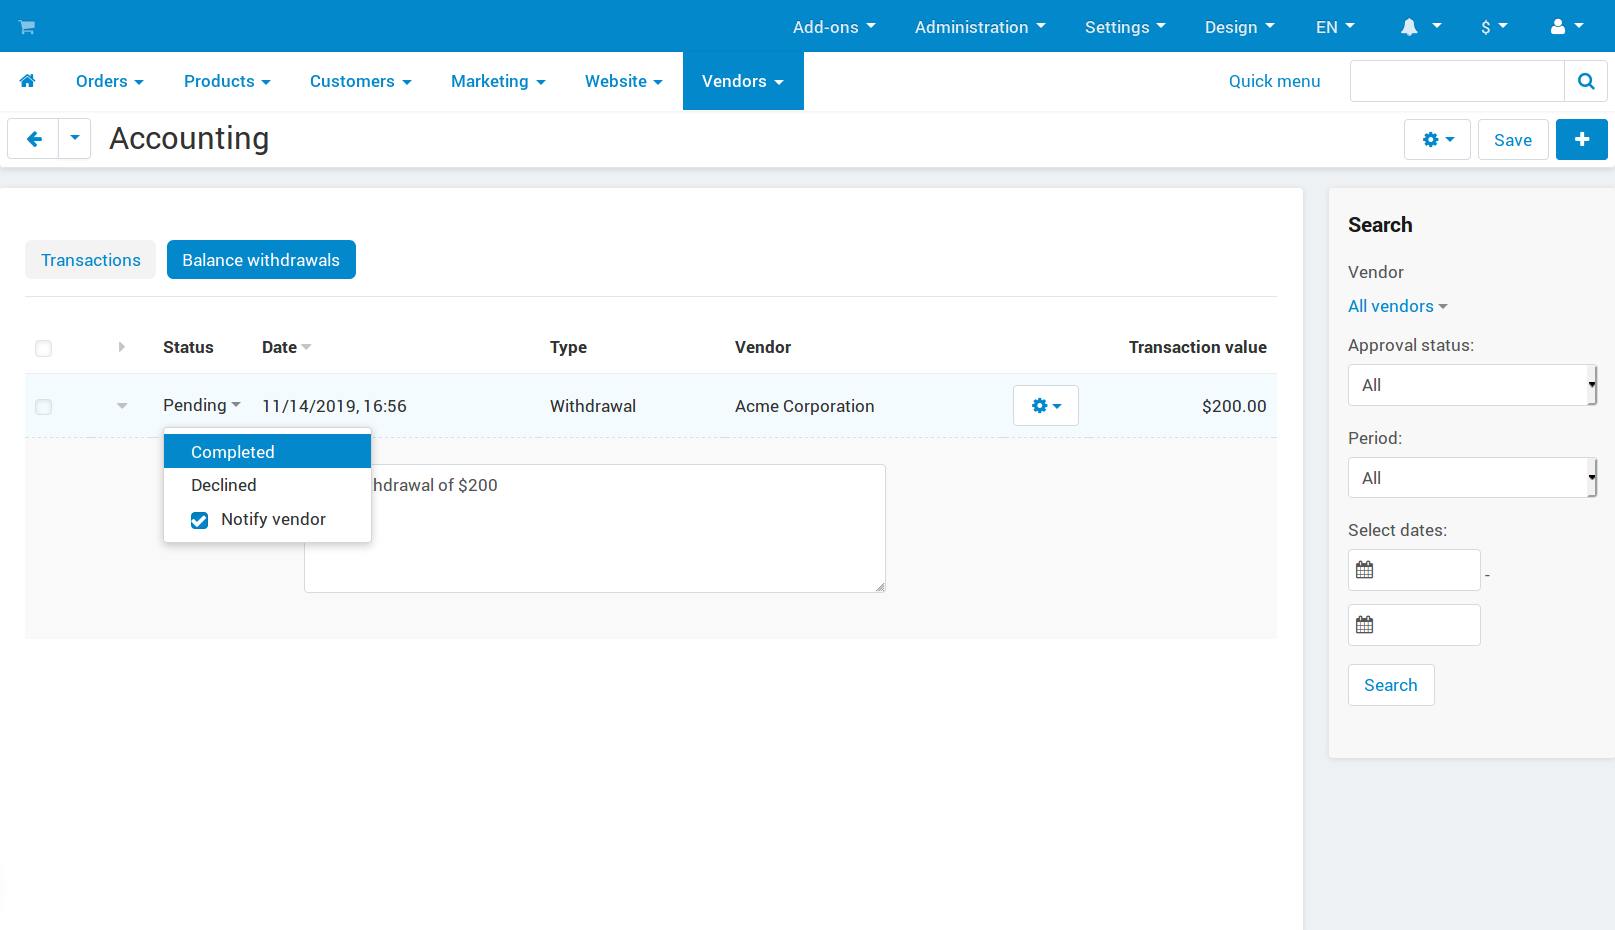 Add-ons Administration Settings Design EN $
Orders Products Customers Marketing Website Vendors Quick menu
Accounting Save
Search
Transactions Balance withdrawals
Vendor
All vendors
Status Date Type Vendor Transaction value
Approval status:
All
Pending 11/14/2019, 16:56 Withdrawal Acme Corporation $200.00
Period:
Completed
Declined hdrawal of $200
All
Notify vendor
Select dates:
-
Search